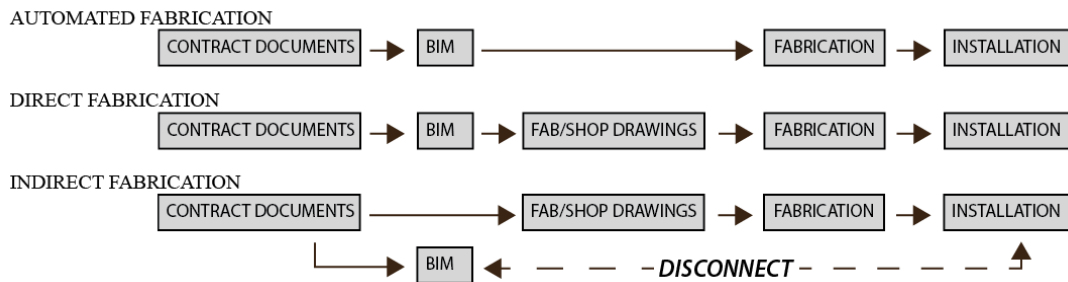 AUTOMATED FABRICATION
CONTRACT DOCUMENTS BIM FABRICATION INSTALLATION
DIRECT FABRICATION
CONTRACT DOCUMENTS BIM FAB/SHOP DRAWINGS FABRICATION INSTALLATION
INDIRECT FABRICATION
CONTRACT DOCUMENTS FAB/SHOP DRAWINGS FABRICATION INSTALLATION
BIM DISCONNECT